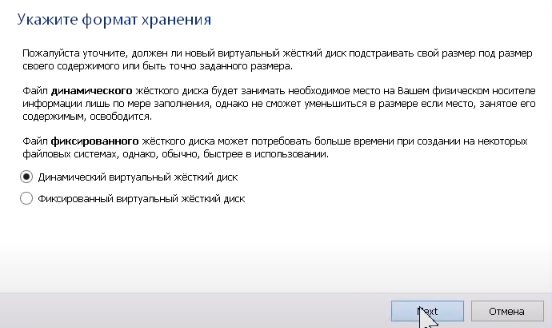 Укажите формат хранения
Пожалуйста уточните, должен ли новый виртуальный жёсткий диск подстраивать свой размер под размер
своего содержимого или быть точно заданного размера.
Файл динамического жёсткого диска будет занимать необходимое место на Вашем физическом носителе
информации лишь по мере заполнения, однако не сможет уменьшиться в размере если место, занятое его
содержимым, освободится.
Файл фиксированного жёсткого диска может потребовать больше времени при создании на некоторых
файловых системах, однако, обычно, быстрее в использовании.
Динамический виртуальный жёсткий диск
Фиксированный виртуальный жёсткий диск
Next
Отмена